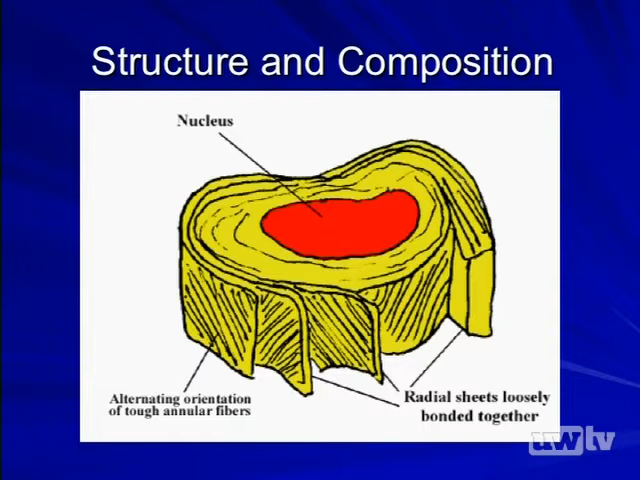 Structure and Composition
Nucleus
Alternating orientation
of tough annular fibers
Radial sheets loosely
bonded together
uwtv